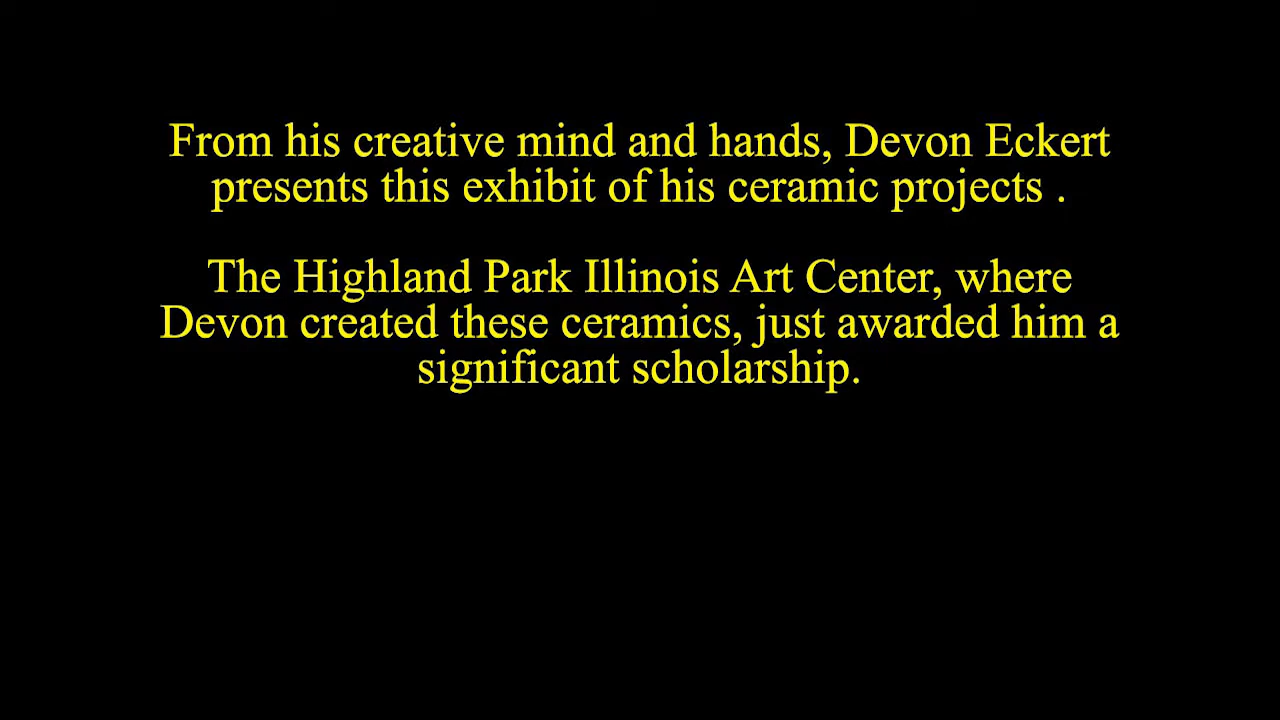 From his creative mind and hands, Devon Eckert
presents this exhibit of his ceramic projects .
The Highland Park Illinois Art Center, where
Devon created these ceramics, just awarded him a
significant scholarship.